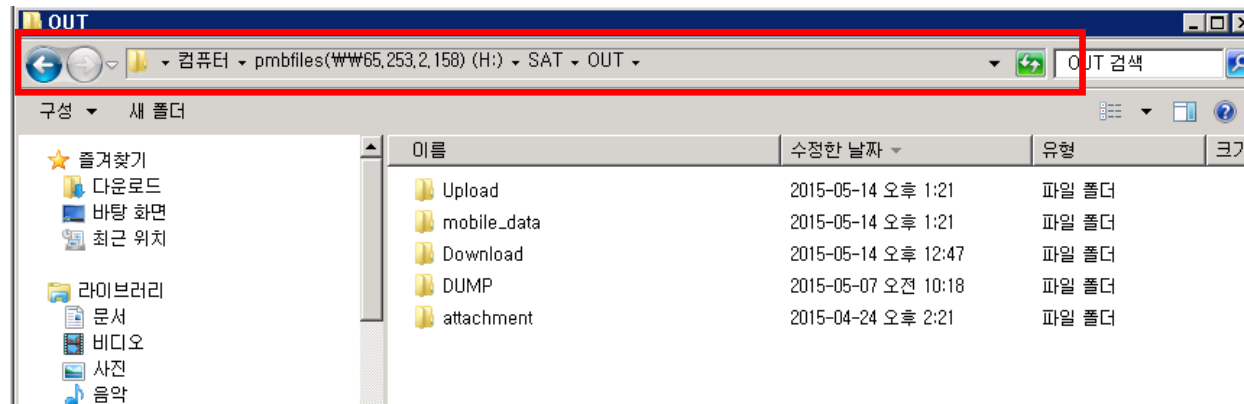 OUT
컴퓨터 pmbfiles(￦￦65,253,2,158) (H:) SAT OUT
OUT 검색
구성 새 폴더
이름 수정한 날짜 유형 크기
즐겨찾기
다운로드
바탕 화면
최근 위치
라이브러리
문서
비디오
사진
음악
Upload 2015-05-14 오후 1:21 파일 폴더
mobile_data 2015-05-14 오후 1:21 파일 폴더
Download 2015-05-14 오후 12:47 파일 폴더
DUMP 2015-05-07 오전 10:18 파일 폴더
attachment 2015-04-24 오후 2:21 파일 폴더